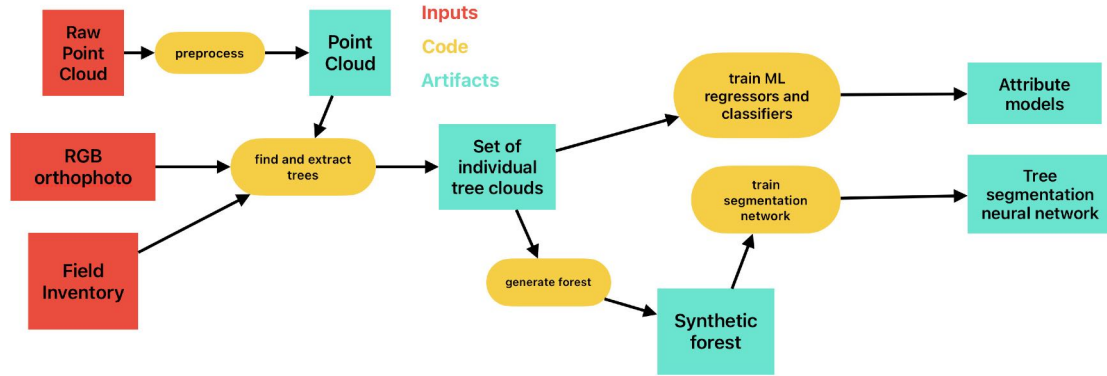 Raw
Point
Cloud
preprocess
Point
Cloud
Inputs
Code
Artifacts
RGB
orthophoto
find and extract
trees
Field
Inventory
Set of
individual
tree clouds
train ML
regressors and
classifiers
Attribute
models
train
segmentation
network
Tree
segmentation
neural network
generate forest
Synthetic
forest